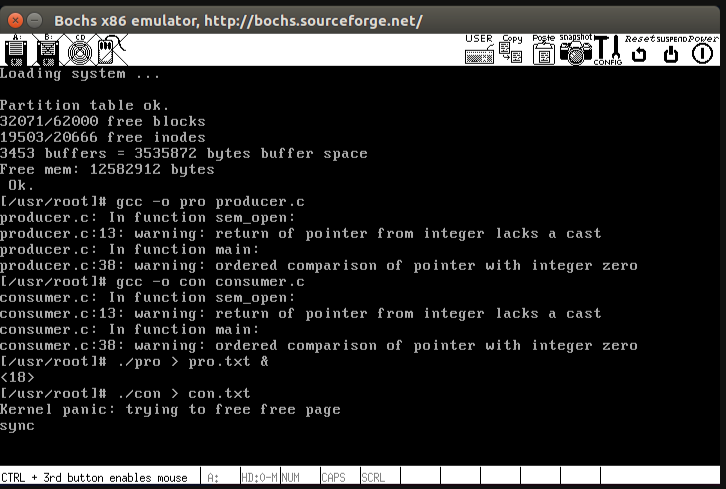 Bochs x86 emulator, http://bochs.sourceforge.net/
A: B: CD USER Copy Paste snapshot CONFIG Reset SUSPEND Power
Loading system ...
Partition table ok.
32071/62000 free blocks
19503/20666 free inodes
3453 buffers = 3535872 bytes buffer space
Free mem: 12582912 bytes
Ok.
[/usr/root]# gcc -o pro producer.c
producer.c: In function sem_open:
producer.c:13: warning: return of pointer from integer lacks a cast
producer.c: In function main:
producer.c:38: warning: ordered comparison of pointer with integer zero
[/usr/root]# gcc -o con consumer.c
consumer.c: In function sem_open:
consumer.c:13: warning: return of pointer from integer lacks a cast
consumer.c: In function main:
consumer.c:38: warning: ordered comparison of pointer with integer zero
[/usr/root]# ./pro > pro.txt &
<18>
[/usr/root]# ./con > con.txt
Kernel panic: trying to free free page
sync
CTRL + 3rd button enables mouse A: HD:0-M NUM CAPS SCRL